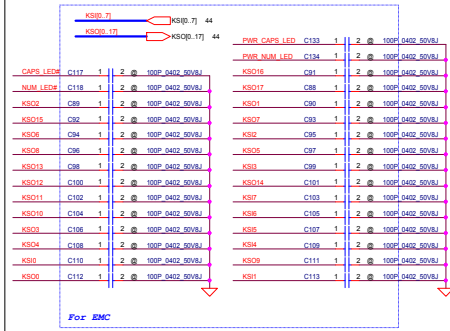 KSI[0..7] KSI[0..7] 44
KSO[0..17] KSO[0..17] 44
PWR_CAPS_LED C133 1 2 @ 100P_0402_50V8J
PWR_NUM_LED C134 1 2 @ 100P_0402_50V8J
CAPS_LED# C117 1 2 @ 100P_0402_50V8J KSO16 C91 1 2 @ 100P_0402_50V8J
NUM_LED# C118 1 2 @ 100P_0402_50V8J KSO17 C88 1 2 @ 100P_0402_50V8J
KSO2 C89 1 2 @ 100P_0402_50V8J KSO1 C90 1 2 @ 100P_0402_50V8J
KSO15 C92 1 2 @ 100P_0402_50V8J KSO7 C93 1 2 @ 100P_0402_50V8J
KSO6 C94 1 2 @ 100P_0402_50V8J KSI2 C95 1 2 @ 100P_0402_50V8J
KSO8 C96 1 2 @ 100P_0402_50V8J KSO5 C97 1 2 @ 100P_0402_50V8J
KSO13 C98 1 2 @ 100P_0402_50V8J KSI3 C99 1 2 @ 100P_0402_50V8J
KSO12 C100 1 2 @ 100P_0402_50V8J KSO14 C101 1 2 @ 100P_0402_50V8J
KSO11 C102 1 2 @ 100P_0402_50V8J KSI7 C103 1 2 @ 100P_0402_50V8J
KSO10 C104 1 2 @ 100P_0402_50V8J KSI6 C105 1 2 @ 100P_0402_50V8J
KSO3 C106 1 2 @ 100P_0402_50V8J KSI5 C107 1 2 @ 100P_0402_50V8J
KSO4 C108 1 2 @ 100P_0402_50V8J KSI4 C109 1 2 @ 100P_0402_50V8J
KSI0 C110 1 2 @ 100P_0402_50V8J KSO9 C111 1 2 @ 100P_0402_50V8J
KSO0 C112 1 2 @ 100P_0402_50V8J KSI1 C113 1 2 @ 100P_0402_50V8J
For EMC